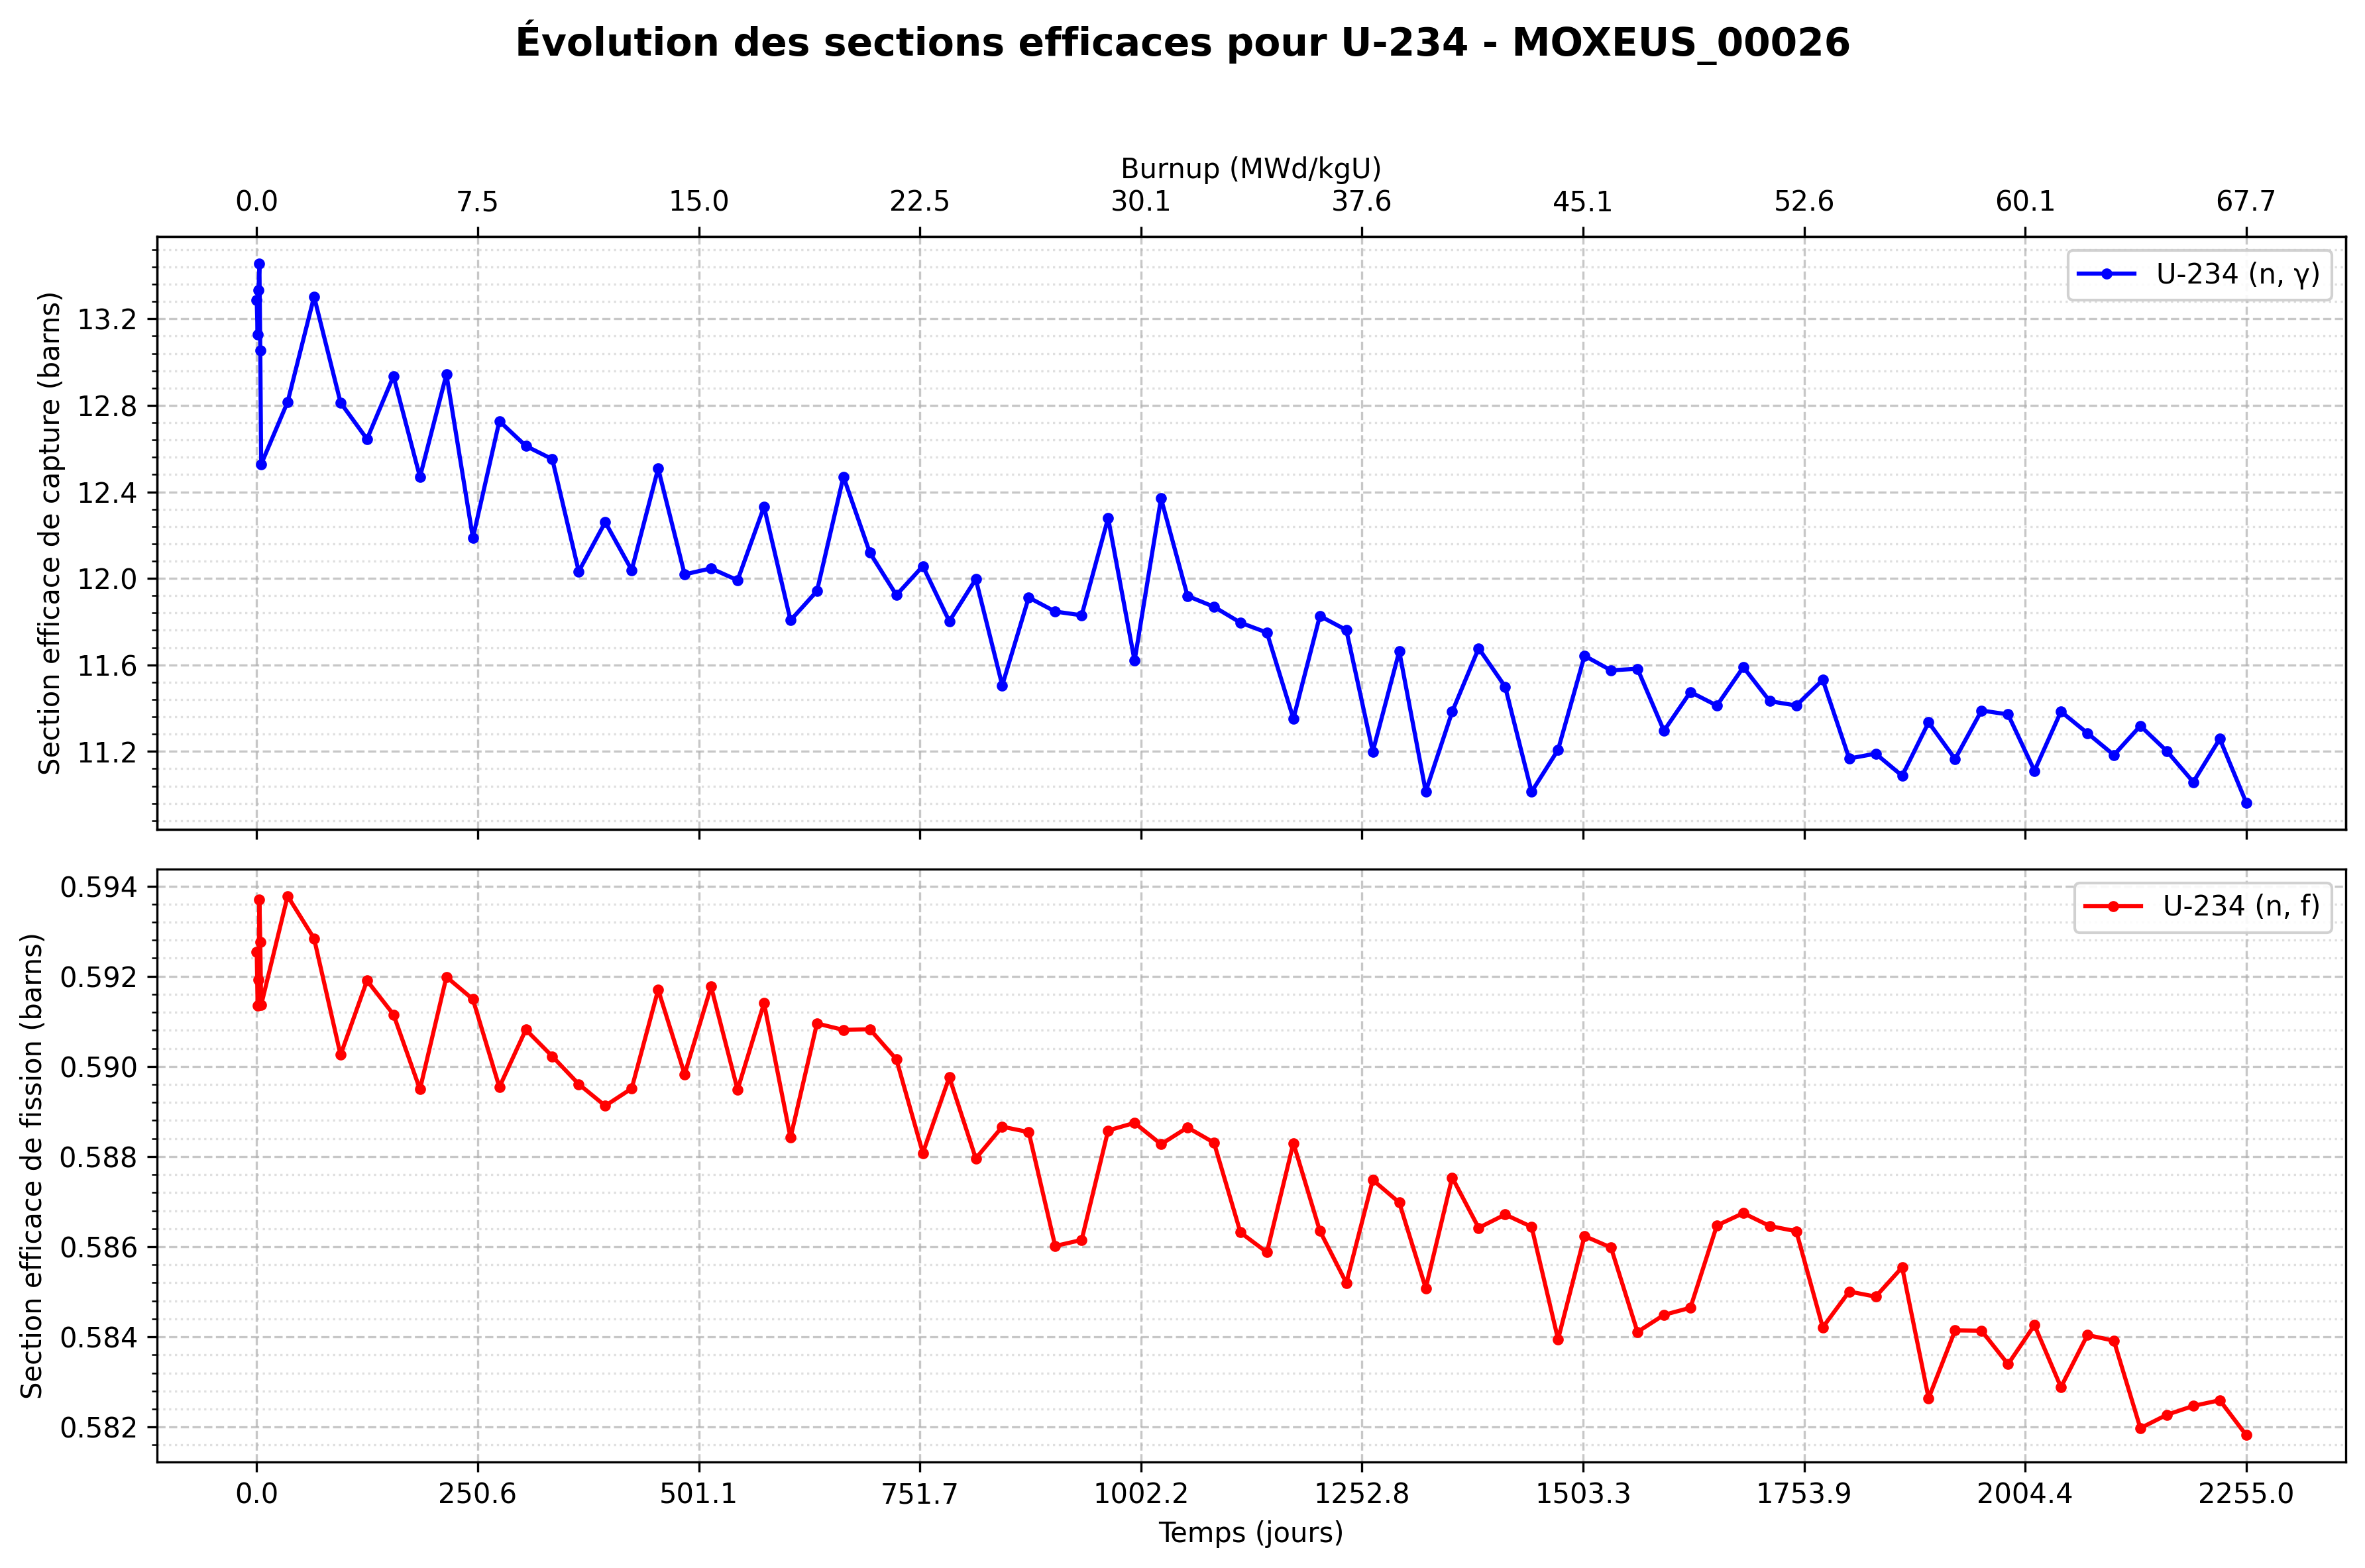 Évolution des sections efficaces pour U-234 - MOXEUS_00026
Burnup (MWd/kgU)
0.0 7.5 15.0 22.5 30.1 37.6 45.1 52.6 60.1 67.7
Section efficace de capture (barns)
13.2
12.8
12.4
12.0
11.6
11.2
U-234 (n, γ)
Section efficace de fission (barns)
0.594
0.592
0.590
0.588
0.586
0.584
0.582
U-234 (n, f)
0.0 250.6 501.1 751.7 1002.2 1252.8 1503.3 1753.9 2004.4 2255.0
Temps (jours)